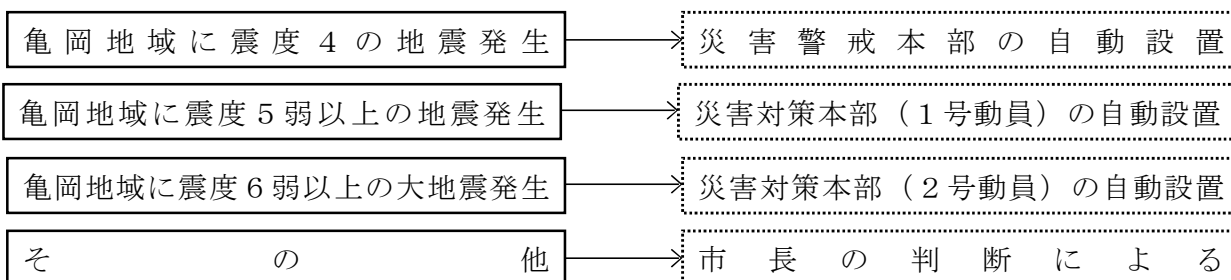 亀岡地域に震度４の地震発生
災害警戒本部の自動設置
亀岡地域に震度５弱以上の地震発生
災害対策本部（１号動員）の自動設置
亀岡地域に震度６弱以上の大地震発生
災害対策本部（２号動員）の自動設置
その他
市長の判断による